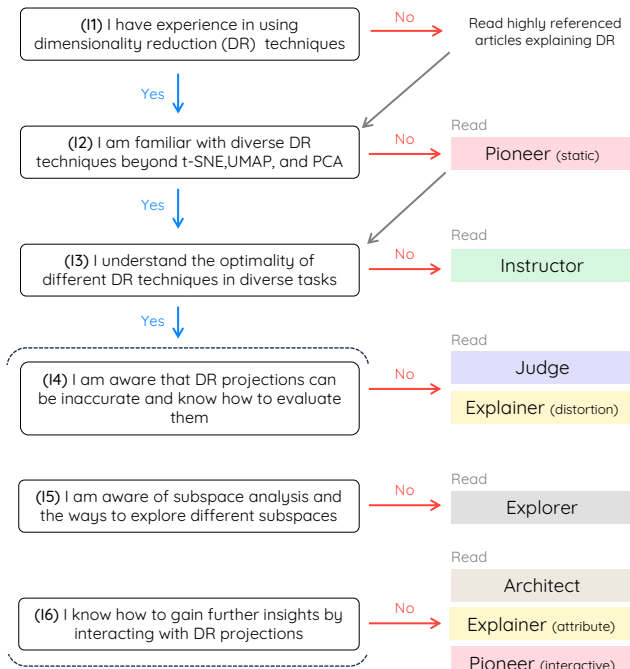 (I1) I have experience in using
dimensionality reduction (DR) techniques
No
Read highly referenced
articles explaining DR
Yes
(I2) I am familiar with diverse DR
techniques beyond t-SNE,UMAP, and PCA
No
Read
Pioneer (static)
Yes
(I3) I understand the optimality of
different DR techniques in diverse tasks
No
Read
Instructor
Yes
(I4) I am aware that DR projections can
be inaccurate and know how to evaluate
them
No
Read
Judge
Explainer (distortion)
(I5) I am aware of subspace analysis and
the ways to explore different subspaces
No
Read
Explorer
(I6) I know how to gain further insights by
interacting with DR projections
No
Read
Architect
Explainer (attribute)
Pioneer (interactive)